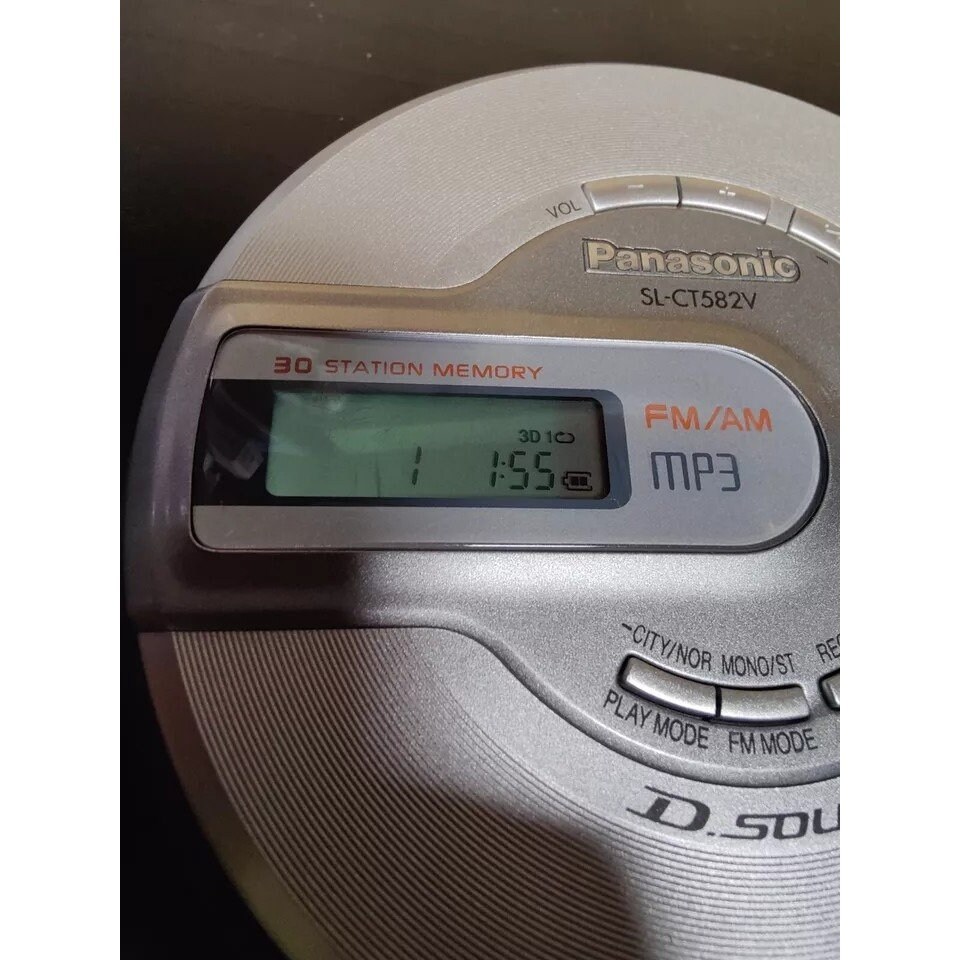 VOL - +
Panasonic
SL-CT582V
30 STATION MEMORY
FM/AM
MP3
3D 1
1 1:55
-CITY/NOR MONO/ST
PLAY MODE FM MODE
D.